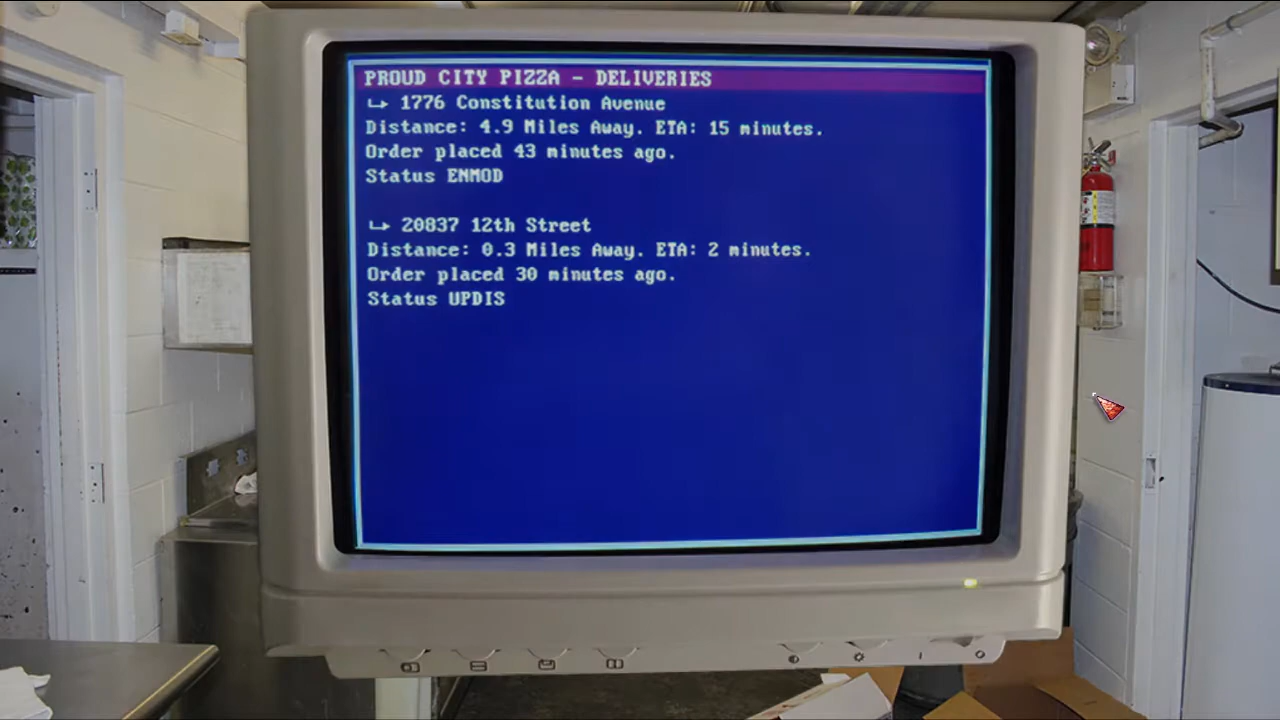 PROUD CITY PIZZA - DELIVERIES
↳ 1776 Constitution Avenue
Distance: 4.9 Miles Away. ETA: 15 minutes.
Order placed 43 minutes ago.
Status ENMOD
↳ 20837 12th Street
Distance: 0.3 Miles Away. ETA: 2 minutes.
Order placed 30 minutes ago.
Status UPDIS